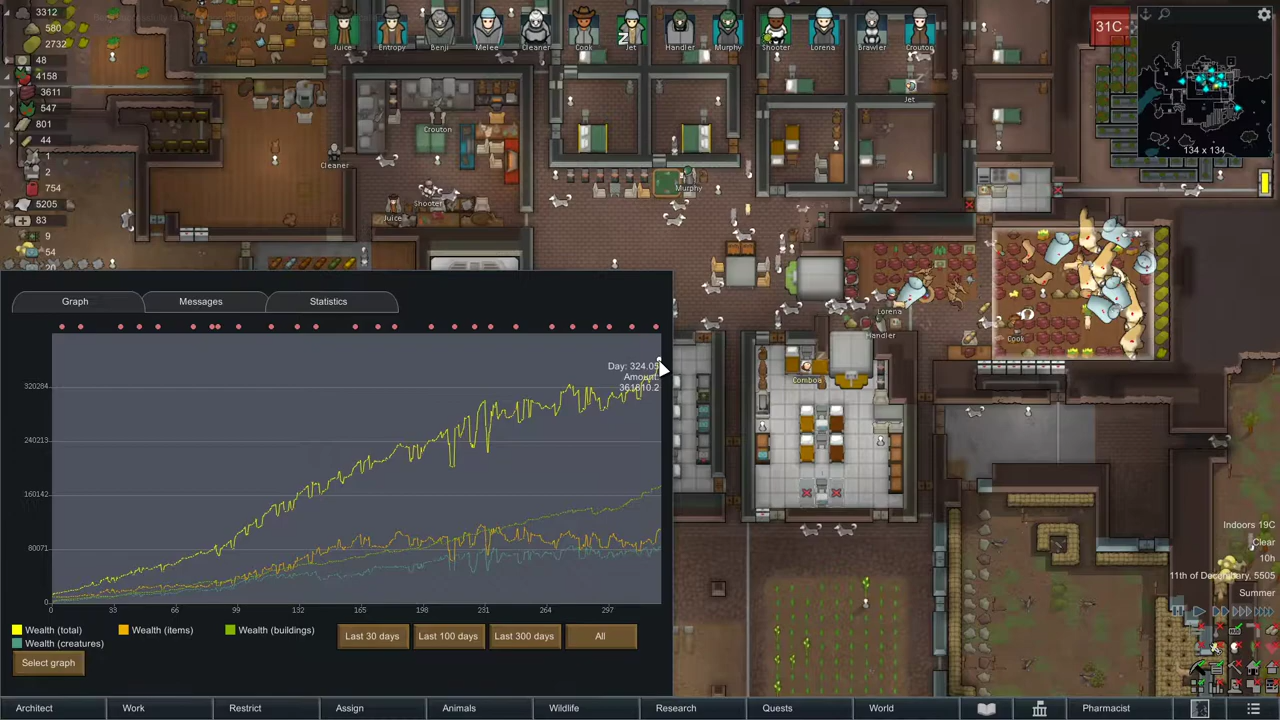 3312
580
2732
48
4158
3611
547
801
44
1
2
754
5205
83
9
54
20
Juice
Entropy
Benji
Melee
Cleaner
Cook
Jet
Handler
Murphy
Shooter
Lorena
Brawler
Crouton
Z
31C
134 x 134
Jet
Crouton
Cleaner
Murphy
Shooter
Juice
Lorena
Handler
Cook
Graph
Messages
Statistics
Day: 324.05
Amount:
361810.2
320284
240213
160142
80071
0
0
33
66
99
132
165
198
231
264
297
Wealth (total)
Wealth (items)
Wealth (buildings)
Wealth (creatures)
Last 30 days
Last 100 days
Last 300 days
All
Select graph
Indoors 19C
Clear
10h
11th of Decembary, 5505
Summer
Architect
Work
Restrict
Assign
Animals
Wildlife
Research
Quests
World
Pharmacist